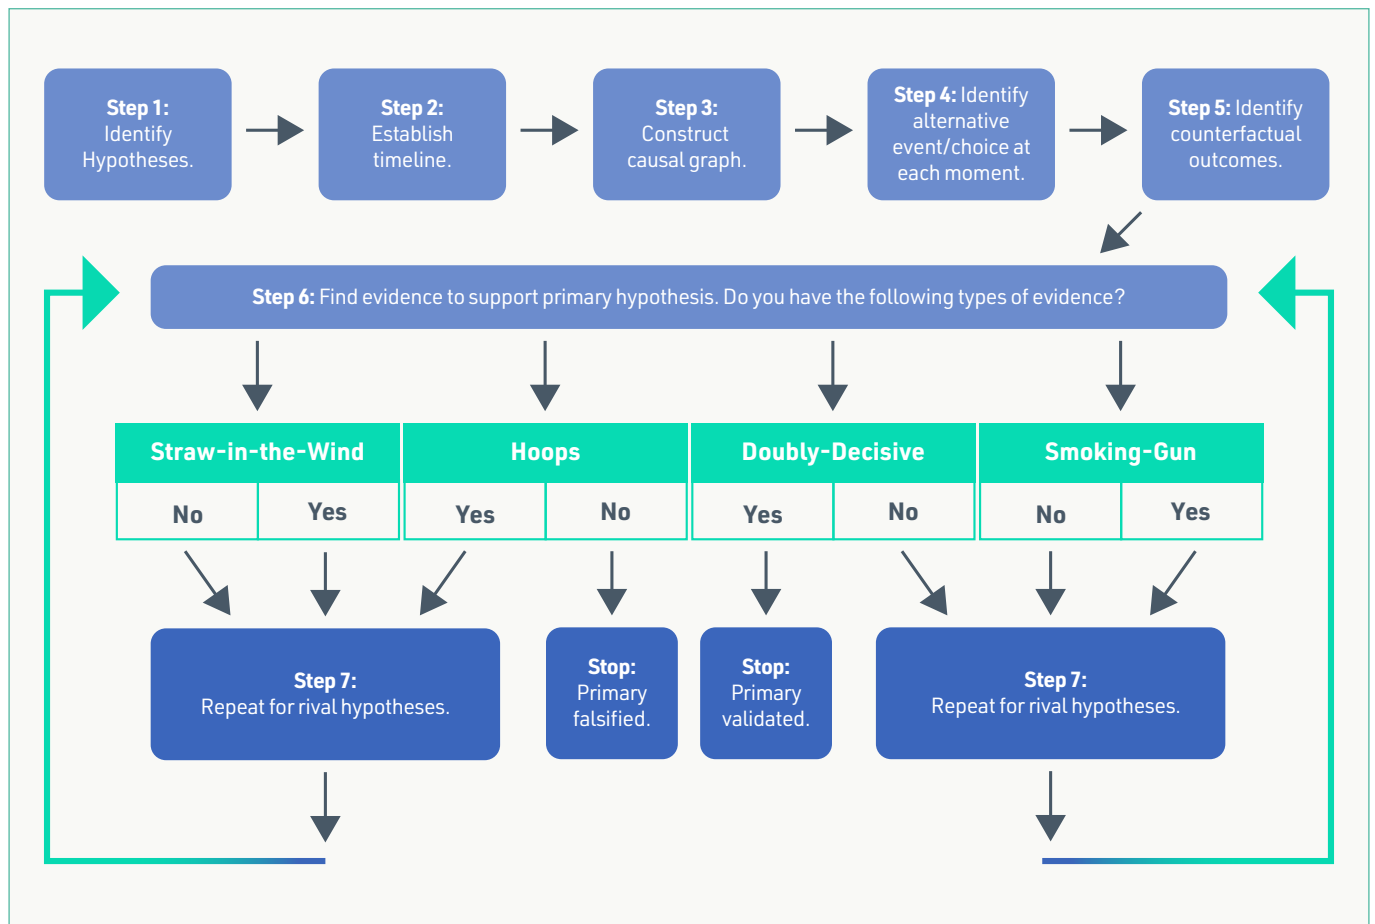 Step 1:
Identify
Hypotheses.
Step 2:
Establish
timeline.
Step 3:
Construct
causal graph.
Step 4: Identify
alternative
event/choice at
each moment.
Step 5: Identify
counterfactual
outcomes.
Step 6: Find evidence to support primary hypothesis. Do you have the following types of evidence?
Straw-in-the-Wind
Hoops
Doubly-Decisive
Smoking-Gun
No
Yes
Yes
No
Yes
No
No
Yes
Step 7:
Repeat for rival hypotheses.
Stop:
Primary
falsified.
Stop:
Primary
validated.
Step 7:
Repeat for rival hypotheses.